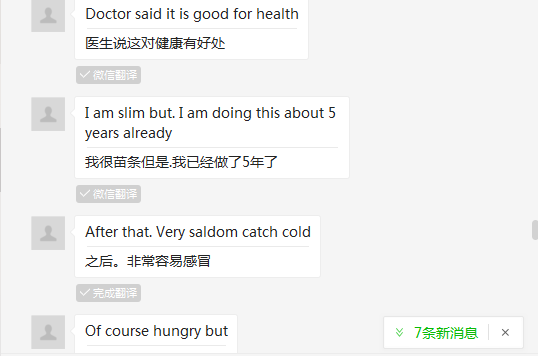 Doctor said it is good for health
医生说这对健康有好处
微信翻译
I am slim but. I am doing this about 5
years already
我很苗条但是.我已经做了5年了
微信翻译
After that. Very saldom catch cold
之后。非常容易感冒
完成翻译
Of course hungry but
7条新消息